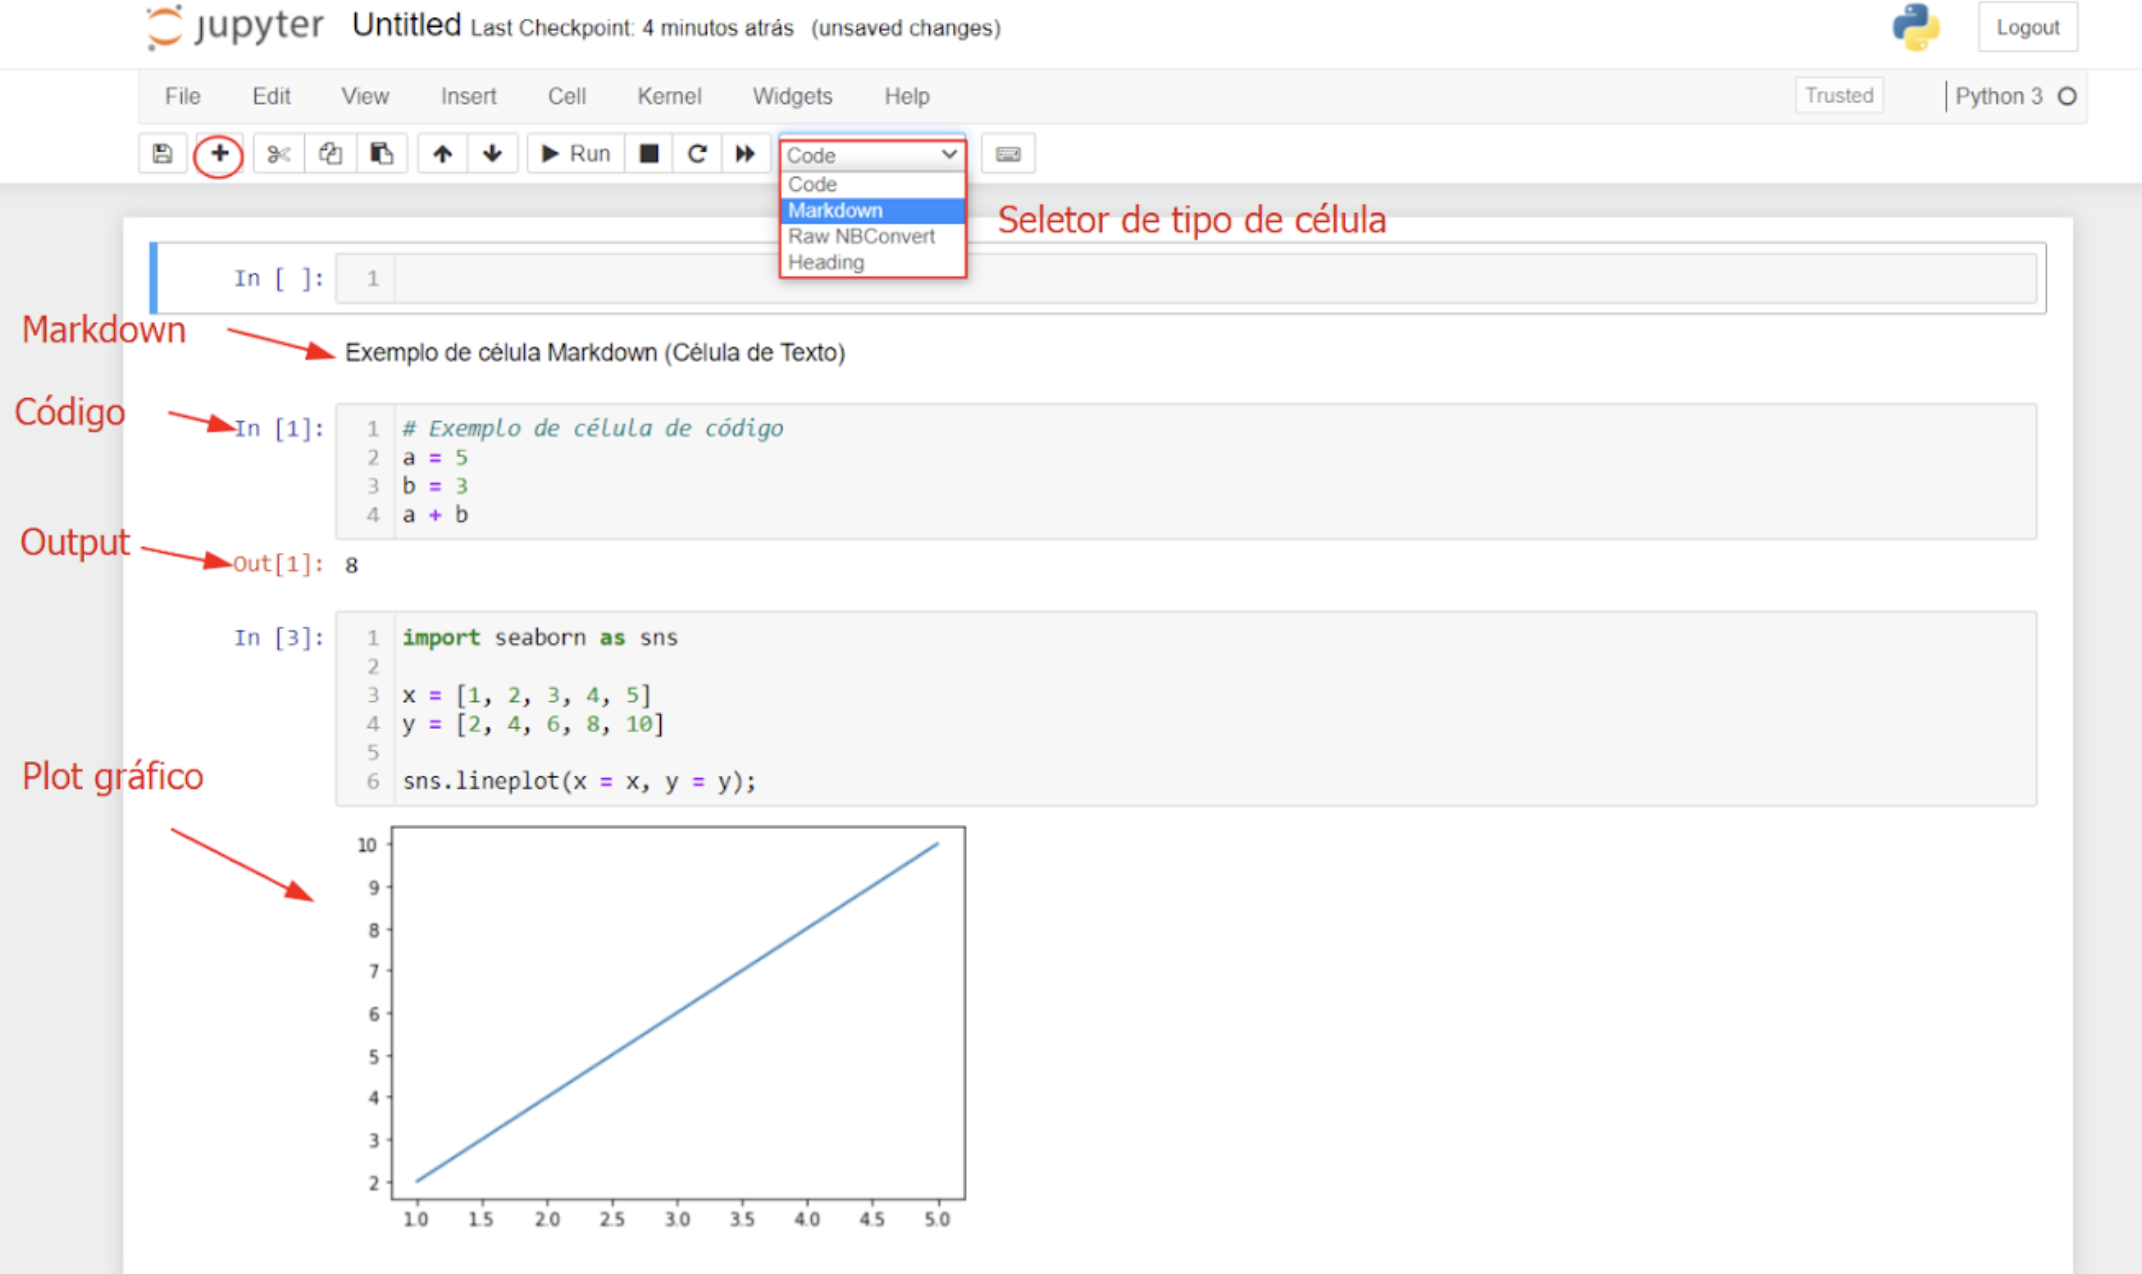 jupyter Untitled Last Checkpoint: 4 minutos atrás (unsaved changes) Logout
File Edit View Insert Cell Kernel Widgets Help Trusted Python 3
Run Code
Code
Markdown
Raw NBConvert
Heading
Seletor de tipo de célula
In [ ]: 1
Markdown
Exemplo de célula Markdown (Célula de Texto)
Código
In [1]: 1 # Exemplo de célula de código
2 a = 5
3 b = 3
4 a + b
Output
Out[1]: 8
In [3]: 1 import seaborn as sns
2
3 x = [1, 2, 3, 4, 5]
4 y = [2, 4, 6, 8, 10]
5
6 sns.lineplot(x = x, y = y);
Plot gráfico
10
9
8
7
6
5
4
3
2
1.0 1.5 2.0 2.5 3.0 3.5 4.0 4.5 5.0